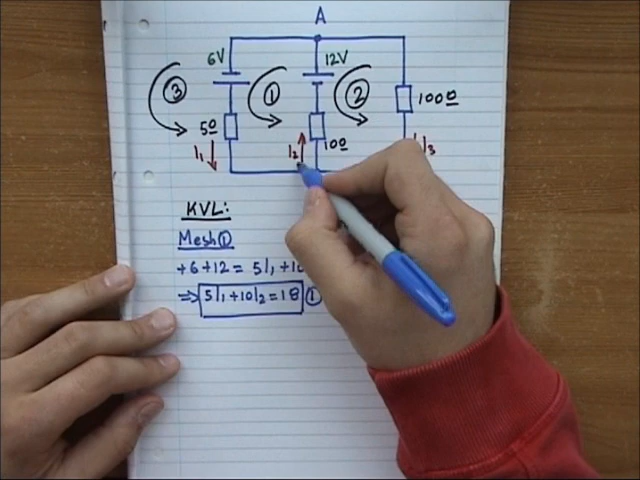 A
6V
12V
③
①
②
100Ω
5Ω
10Ω
I₁
I₂
I₃
KVL:
Mesh①
+6+12 = 5I₁ +10
⇒ 5I₁ +10I₂ = 18 ①